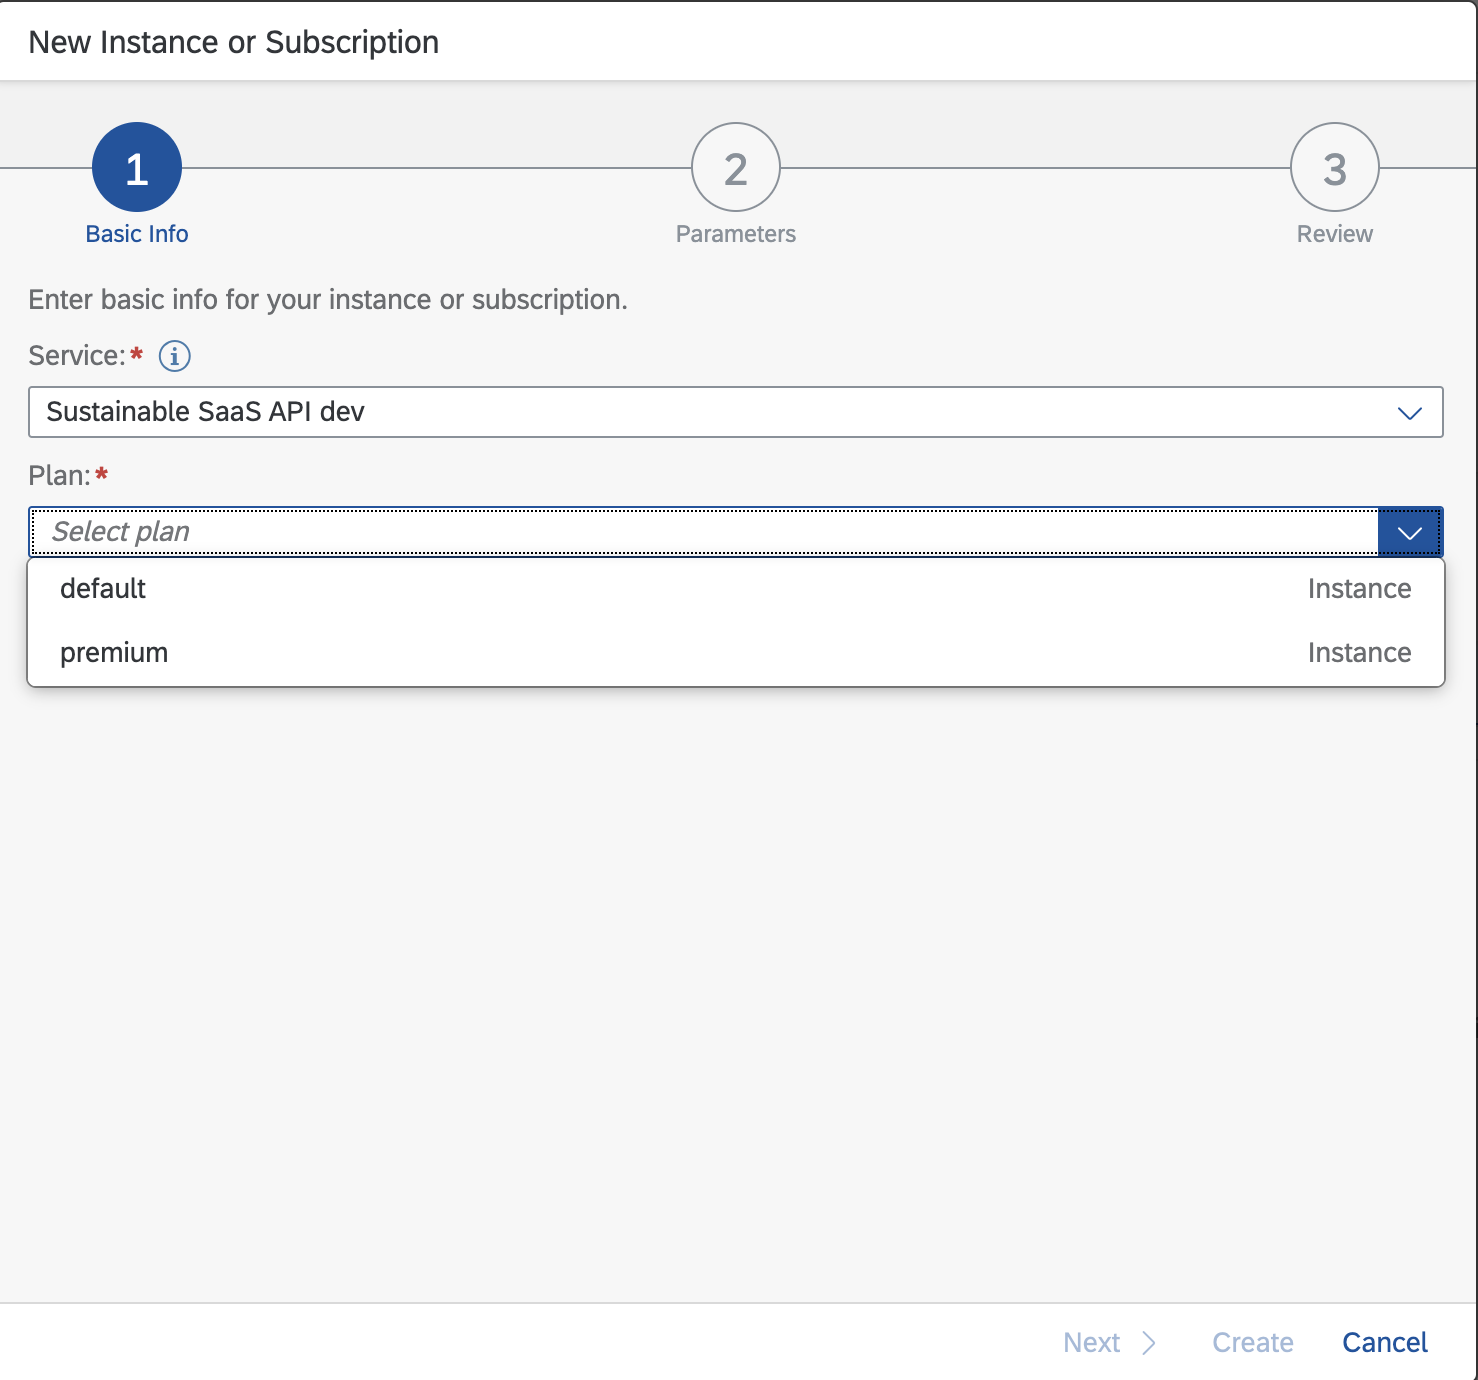 New Instance or Subscription
1
2
3
Basic Info
Parameters
Review
Enter basic info for your instance or subscription.
Service:* i
Sustainable SaaS API dev
Plan:*
Select plan
default Instance
premium Instance
Next Create Cancel